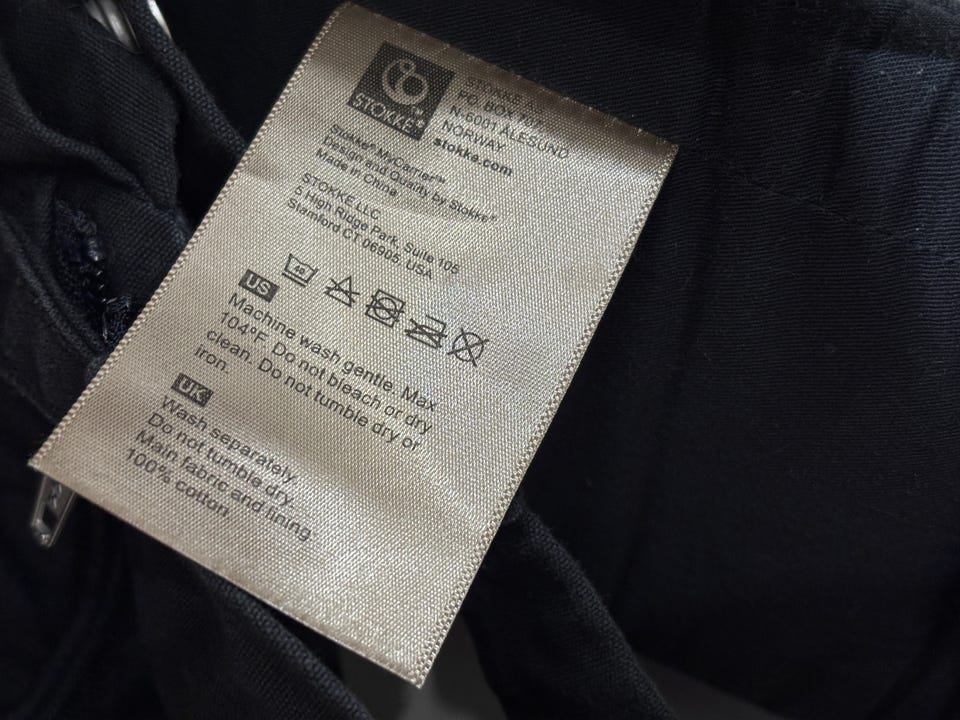 STOKKE
STOKKE AS
P.O. BOX 707
N-6001 ÅLESUND
NORWAY
stokke.com
Stokke® MyCarrier™
Design and Quality by Stokke®
Made in China
STOKKE LLC
5 High Ridge Park, Suite 105
Stamford CT 06905, USA
40
US
Machine wash gentle. Max
104°F. Do not bleach or dry
clean. Do not tumble dry or
iron.
UK
Wash separately.
Do not tumble dry.
Main fabric and lining
100% cotton.